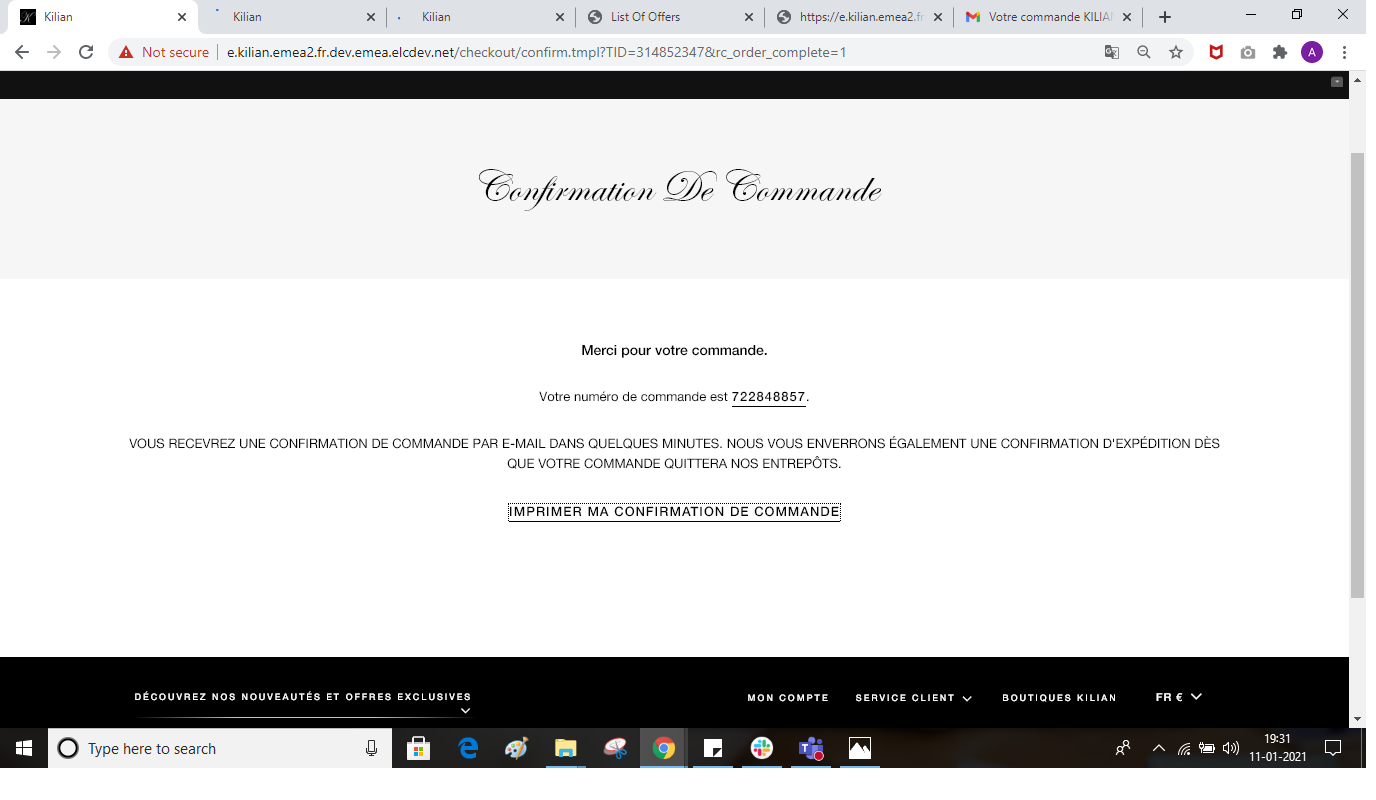 Kilian
Kilian
Kilian
List Of Offers
https://e.kilian.emea2.fr
Votre commande KILIAN
Not secure
e.kilian.emea2.fr.dev.emea.elcdev.net/checkout/confirm.tmpl?TID=314852347&rc_order_complete=1
A
Confirmation De Commande
Merci pour votre commande.
Votre numéro de commande est 722848857.
VOUS RECEVREZ UNE CONFIRMATION DE COMMANDE PAR E-MAIL DANS QUELQUES MINUTES. NOUS VOUS ENVERRONS ÉGALEMENT UNE CONFIRMATION D'EXPÉDITION DÈS
QUE VOTRE COMMANDE QUITTERA NOS ENTREPÔTS.
IMPRIMER MA CONFIRMATION DE COMMANDE
DÉCOUVREZ NOS NOUVEAUTÉS ET OFFRES EXCLUSIVES
MON COMPTE
SERVICE CLIENT
BOUTIQUES KILIAN
FR €
Type here to search
19:31
11-01-2021